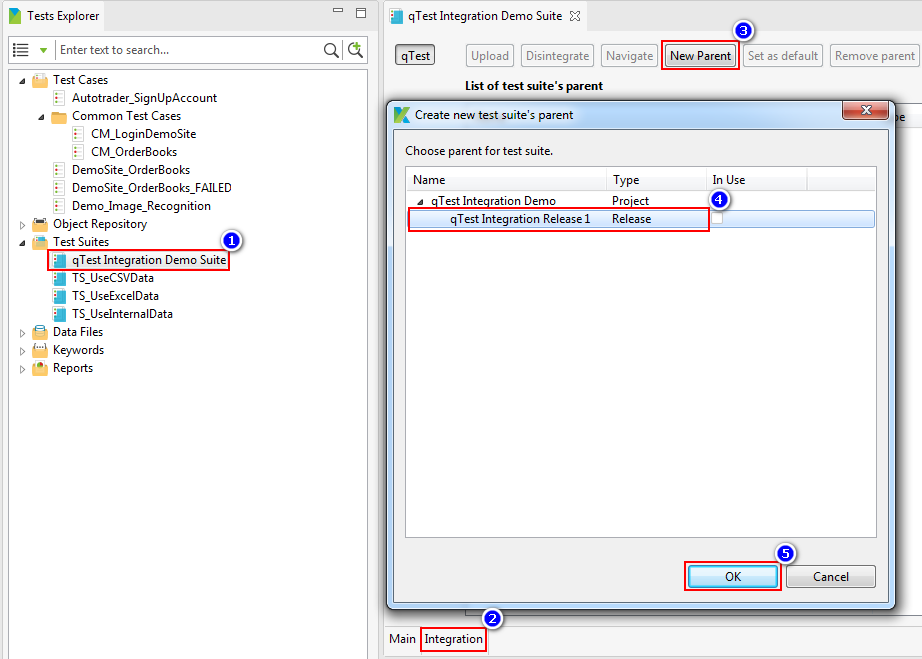 Tests Explorer
Enter text to search...
Test Cases
Autotrader_SignUpAccount
Common Test Cases
CM_LoginDemoSite
CM_OrderBooks
DemoSite_OrderBooks
DemoSite_OrderBooks_FAILED
Demo_Image_Recognition
Object Repository
Test Suites
1
qTest Integration Demo Suite
TS_UseCSVData
TS_UseExcelData
TS_UseInternalData
Data Files
Keywords
Reports
qTest Integration Demo Suite
3
qTest Upload Disintegrate Navigate New Parent Set as default Remove parent
List of test suite's parent
Create new test suite's parent
Choose parent for test suite.
Name Type In Use
qTest Integration Demo Project
4
qTest Integration Release 1 Release
5
OK Cancel
2
Main Integration